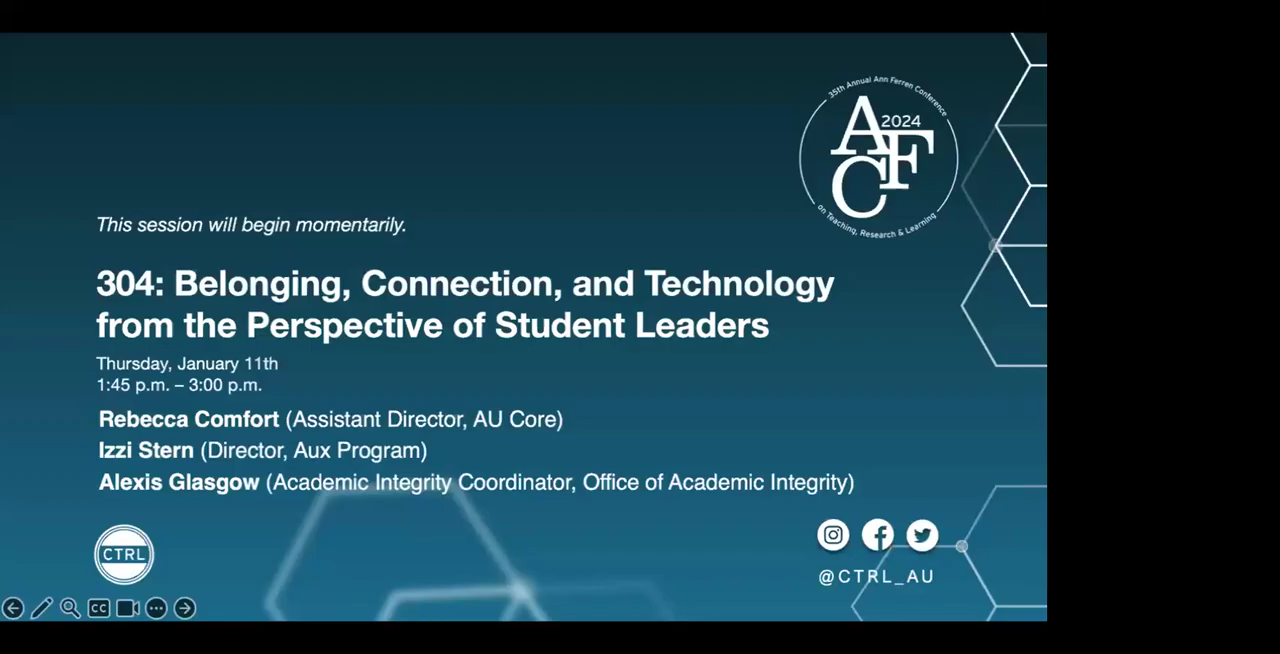 35th Annual Ann Ferren Conference
2024
AFC
on Teaching, Research & Learning
This session will begin momentarily.
304: Belonging, Connection, and Technology
from the Perspective of Student Leaders
Thursday, January 11th
1:45 p.m. – 3:00 p.m.
Rebecca Comfort (Assistant Director, AU Core)
Izzi Stern (Director, Aux Program)
Alexis Glasgow (Academic Integrity Coordinator, Office of Academic Integrity)
CTRL
@CTRL_AU
CC